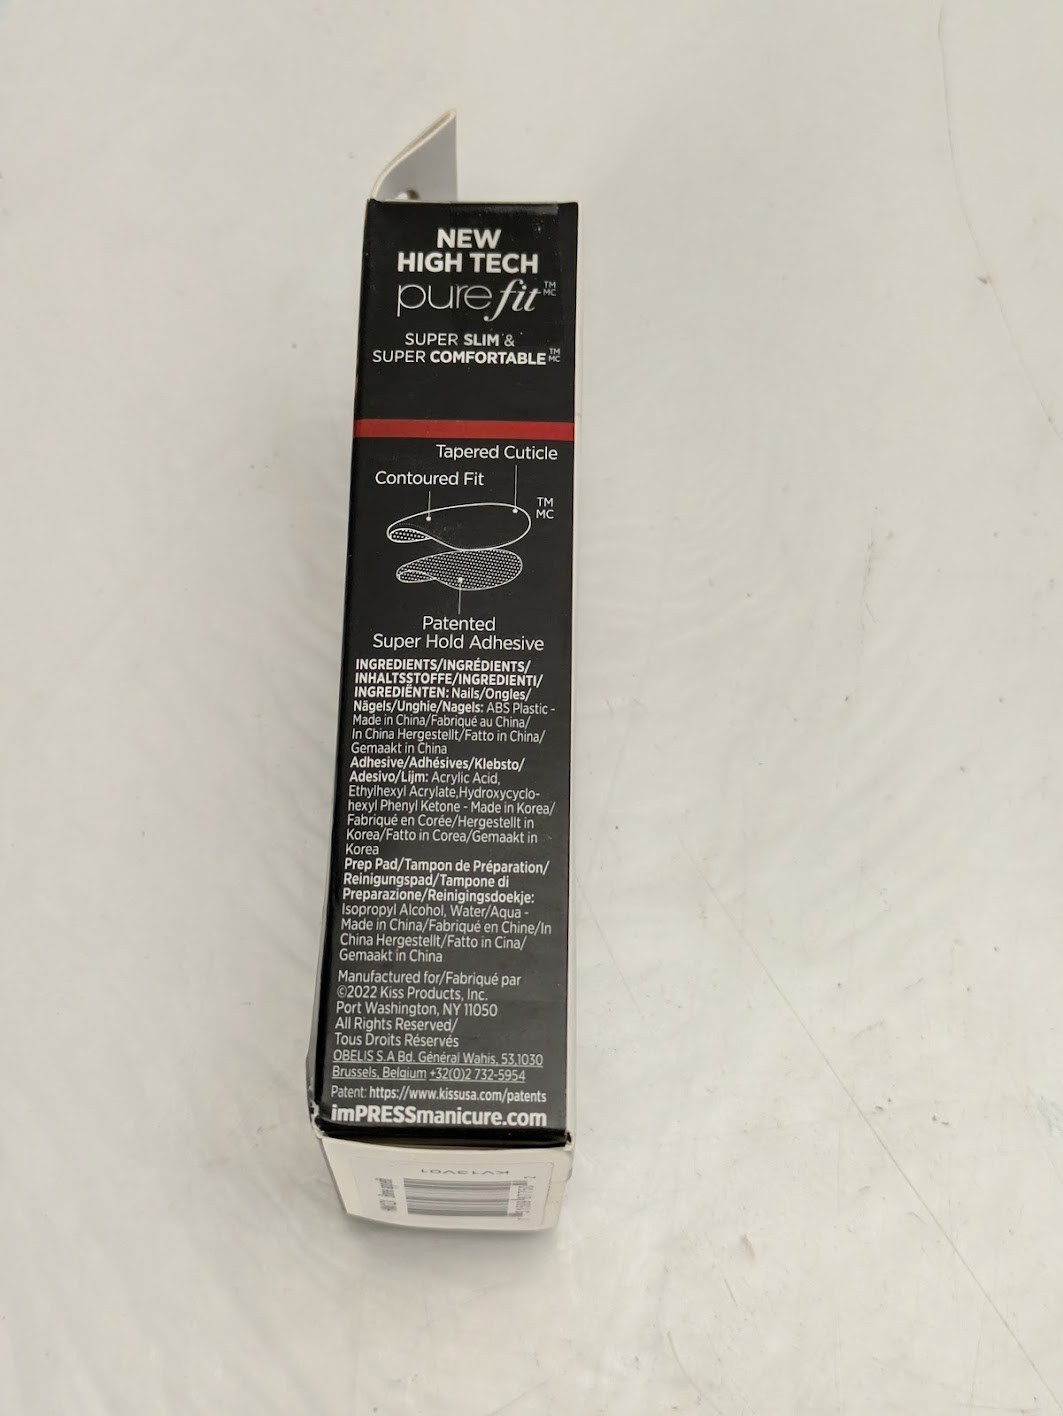 NEW
HIGH TECH
purefit TM MC
SUPER SLIM &
SUPER COMFORTABLE TM MC
Tapered Cuticle
Contoured Fit
TM
MC
Patented
Super Hold Adhesive
INGREDIENTS/INGRÉDIENTS/
INHALTSSTOFFE/INGREDIENTI/
INGREDIËNTEN: Nails/Ongles/
Nägels/Unghie/Nagels: ABS Plastic -
Made in China/Fabriqué au China/
In China Hergestellt/Fatto in China/
Gemaakt in China
Adhesive/Adhésives/Klebsto/
Adesivo/Lijm: Acrylic Acid,
Ethylhexyl Acrylate,Hydroxycyclo-
hexyl Phenyl Ketone - Made in Korea/
Fabriqué en Corée/Hergestellt in
Korea/Fatto in Corea/Gemaakt in
Korea
Prep Pad/Tampon de Préparation/
Reinigungspad/Tampone di
Preparazione/Reinigingsdoekje:
Isopropyl Alcohol, Water/Aqua -
Made in China/Fabriqué en Chine/In
China Hergestellt/Fatto in Cina/
Gemaakt in China
Manufactured for/Fabriqué par
©2022 Kiss Products, Inc.
Port Washington, NY 11050
All Rights Reserved/
Tous Droits Réservés
OBELIS S.A Bd. Général Wahis, 53,1030
Brussels, Belgium +32(0)2 732-5954
Patent: https://www.kissusa.com/patents
imPRESSmanicure.com
KV13V01